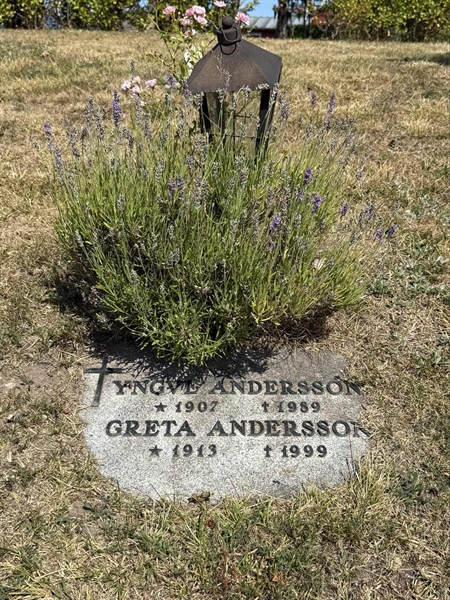 YNGVE ANDERSSON
★ 1907 † 1989
GRETA ANDERSSON
★ 1913 † 1999